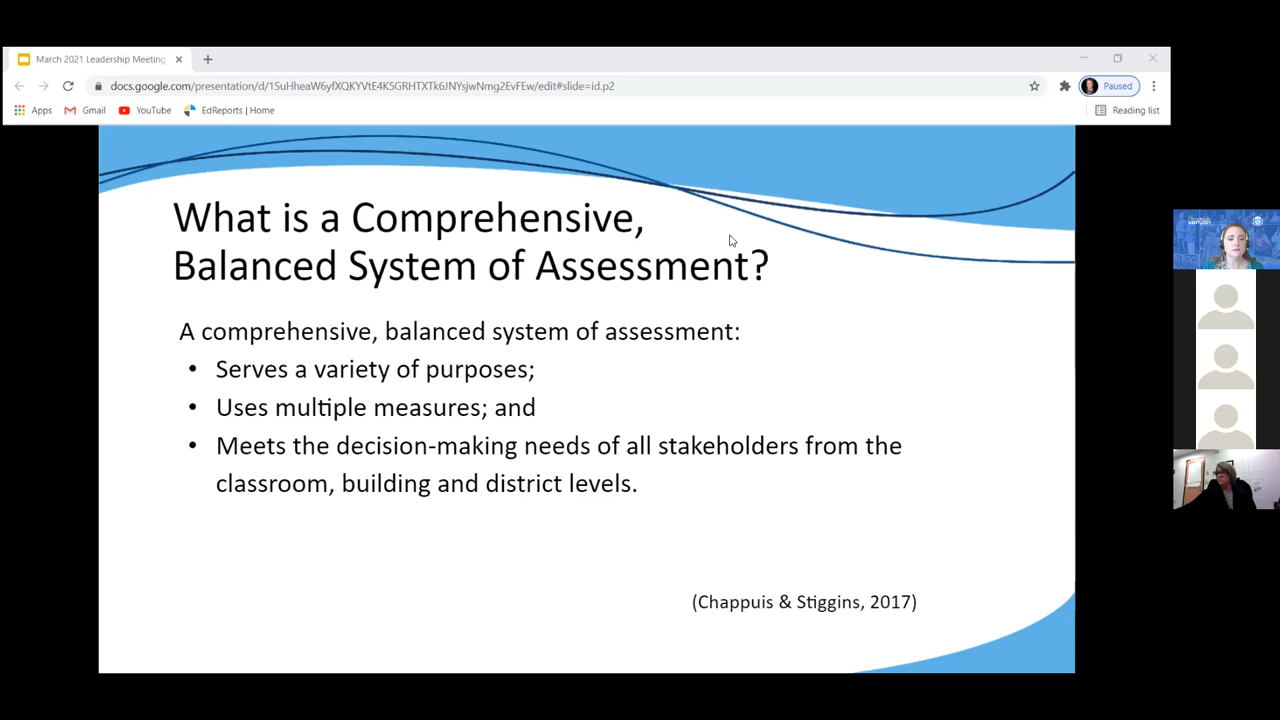 March 2021 Leadership Meeting
docs.google.com/presentation/d/1SuHheaW6yfXQKYVtE4K5GRHTXTk6JNYsjwNmg2EvFEw/edit#slide=id.p2
Paused
Apps
Gmail
YouTube
EdReports | Home
Reading list
What is a Comprehensive,
Balanced System of Assessment?
A comprehensive, balanced system of assessment:
• Serves a variety of purposes;
• Uses multiple measures; and
• Meets the decision-making needs of all stakeholders from the
classroom, building and district levels.
(Chappuis & Stiggins, 2017)